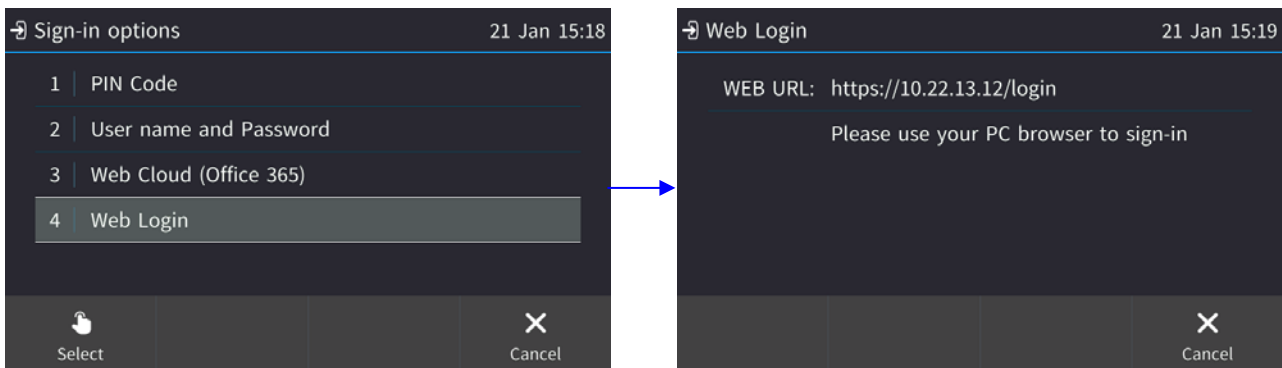 Sign-in options 21 Jan 15:18
1 PIN Code
2 User name and Password
3 Web Cloud (Office 365)
4 Web Login
Select Cancel
Web Login 21 Jan 15:19
WEB URL: https://10.22.13.12/login
Please use your PC browser to sign-in
Cancel